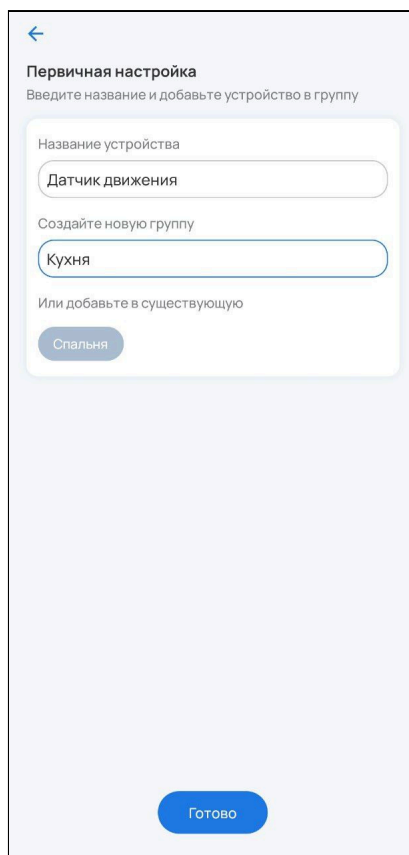 Первичная настройка
Введите название и добавьте устройство в группу
Название устройства
Датчик движения
Создайте новую группу
Кухня
Или добавьте в существующую
Спальня
Готово